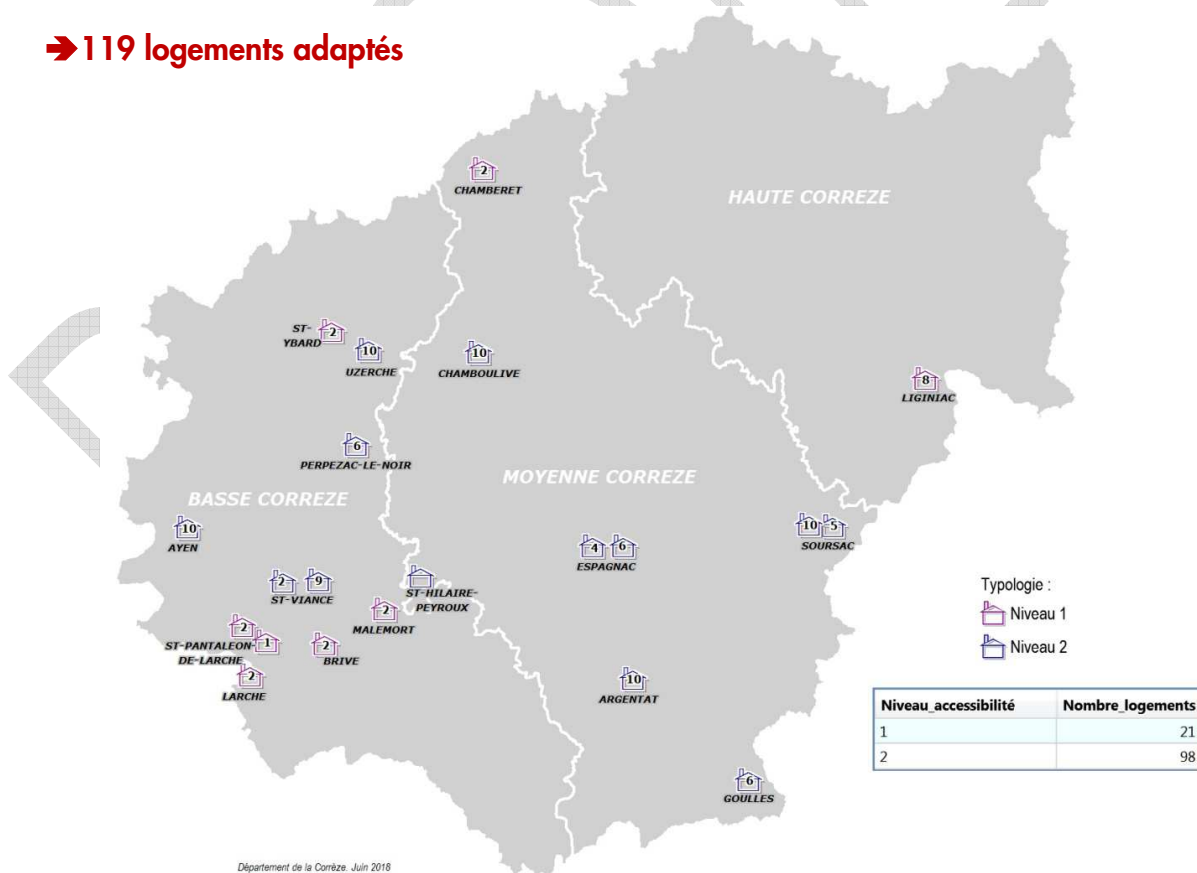 ➔119 logements adaptés
2
CHAMBERET
HAUTE CORREZE
ST-
YBARD
2
10
UZERCHE
10
CHAMBOULIVE
8
LIGINIAC
6
PERPEZAC-LE-NOIR
MOYENNE CORREZE
BASSE CORREZE
10
AYEN
10
5
SOURSAC
4
6
ESPAGNAC
2
9
ST-VIANCE
ST-HILAIRE-
PEYROUX
2
MALEMORT
2
1
ST-PANTALEON-
DE-LARCHE
2
BRIVE
2
LARCHE
10
ARGENTAT
6
GOULLES
Typologie :
Niveau 1
Niveau 2
Niveau_accessibilité Nombre_logements
1 21
2 98
Département de la Corrèze. Juin 2018